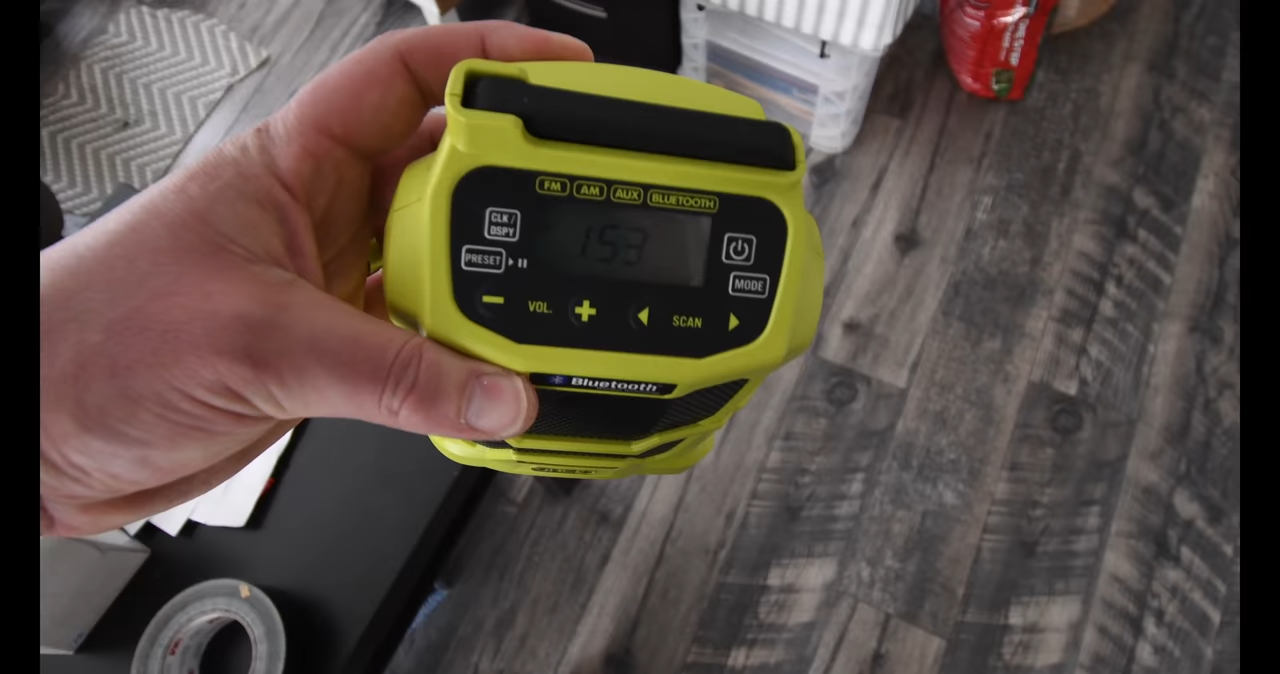 FM AM AUX BLUETOOTH
CLK / DSPY
153
PRESET
MODE
VOL. SCAN
Bluetooth